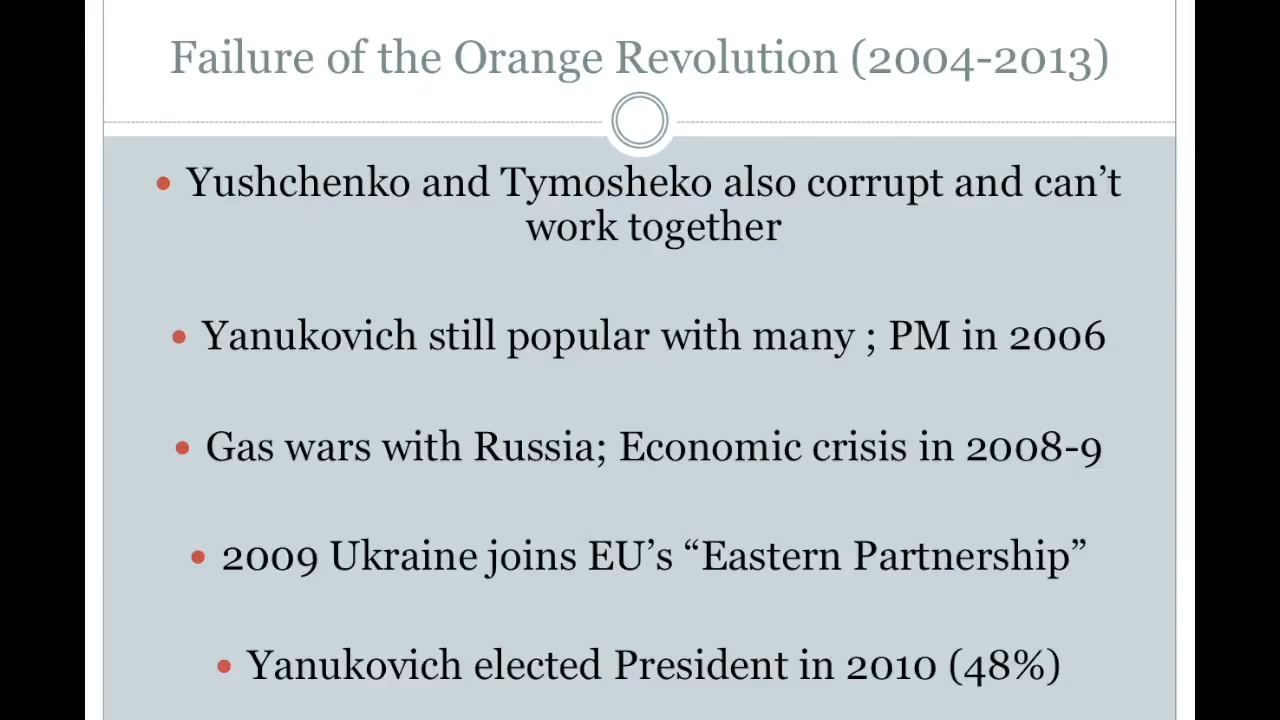 Failure of the Orange Revolution (2004-2013)
• Yushchenko and Tymosheko also corrupt and can’t
work together
• Yanukovich still popular with many ; PM in 2006
• Gas wars with Russia; Economic crisis in 2008-9
• 2009 Ukraine joins EU’s “Eastern Partnership”
• Yanukovich elected President in 2010 (48%)